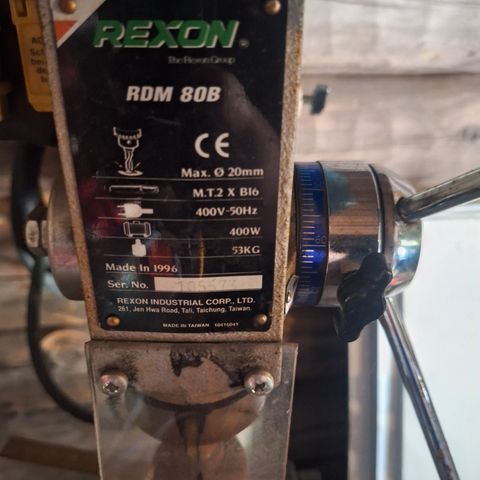 REXON®
The Rexon Group
RDM 80B
CE
Max. Ø 20mm
M.T.2 X B16
400V-50Hz
400W
53KG
Made In 1996
Ser. No.
REXON INDUSTRIAL CORP., LTD.
261, Jen Hwa Road, Tali, Taichung, Taiwan.
MADE IN TAIWAN